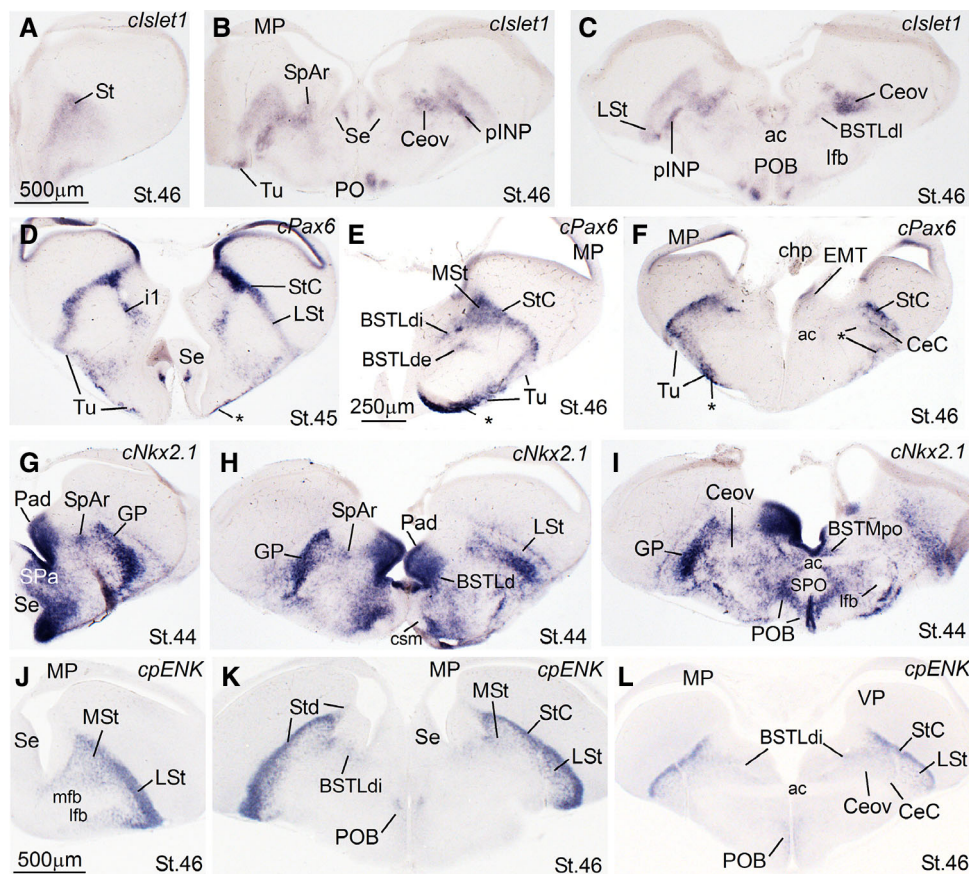 A
cIslet1
St
500µm
St.46
B
MP
cIslet1
SpAr
Se
Ceov
pINP
Tu
PO
St.46
C
cIslet1
Ceov
LSt
BSTLdl
pINP
ac
POB
lfb
St.46
D
cPax6
StC
i1
LSt
Se
Tu
*
St.45
E
cPax6
MP
MSt
StC
BSTLdi
BSTLde
Tu
250µm
*
St.46
F
cPax6
MP
chp
EMT
StC
ac
*
CeC
Tu
*
St.46
G
cNkx2.1
Pad
SpAr
GP
SPa
Se
St.44
H
cNkx2.1
SpAr
Pad
LSt
GP
BSTLd
csm
St.44
I
cNkx2.1
Ceov
GP
BSTMpo
ac
SPO
lfb
POB
St.44
J
MP
cpENK
MSt
Se
LSt
mfb
lfb
500µm
St.46
K
MP
cpENK
Std
MSt
Se
StC
LSt
BSTLdi
POB
St.46
L
cpENK
MP
VP
BSTLdi
StC
LSt
ac
Ceov
CeC
POB
St.46